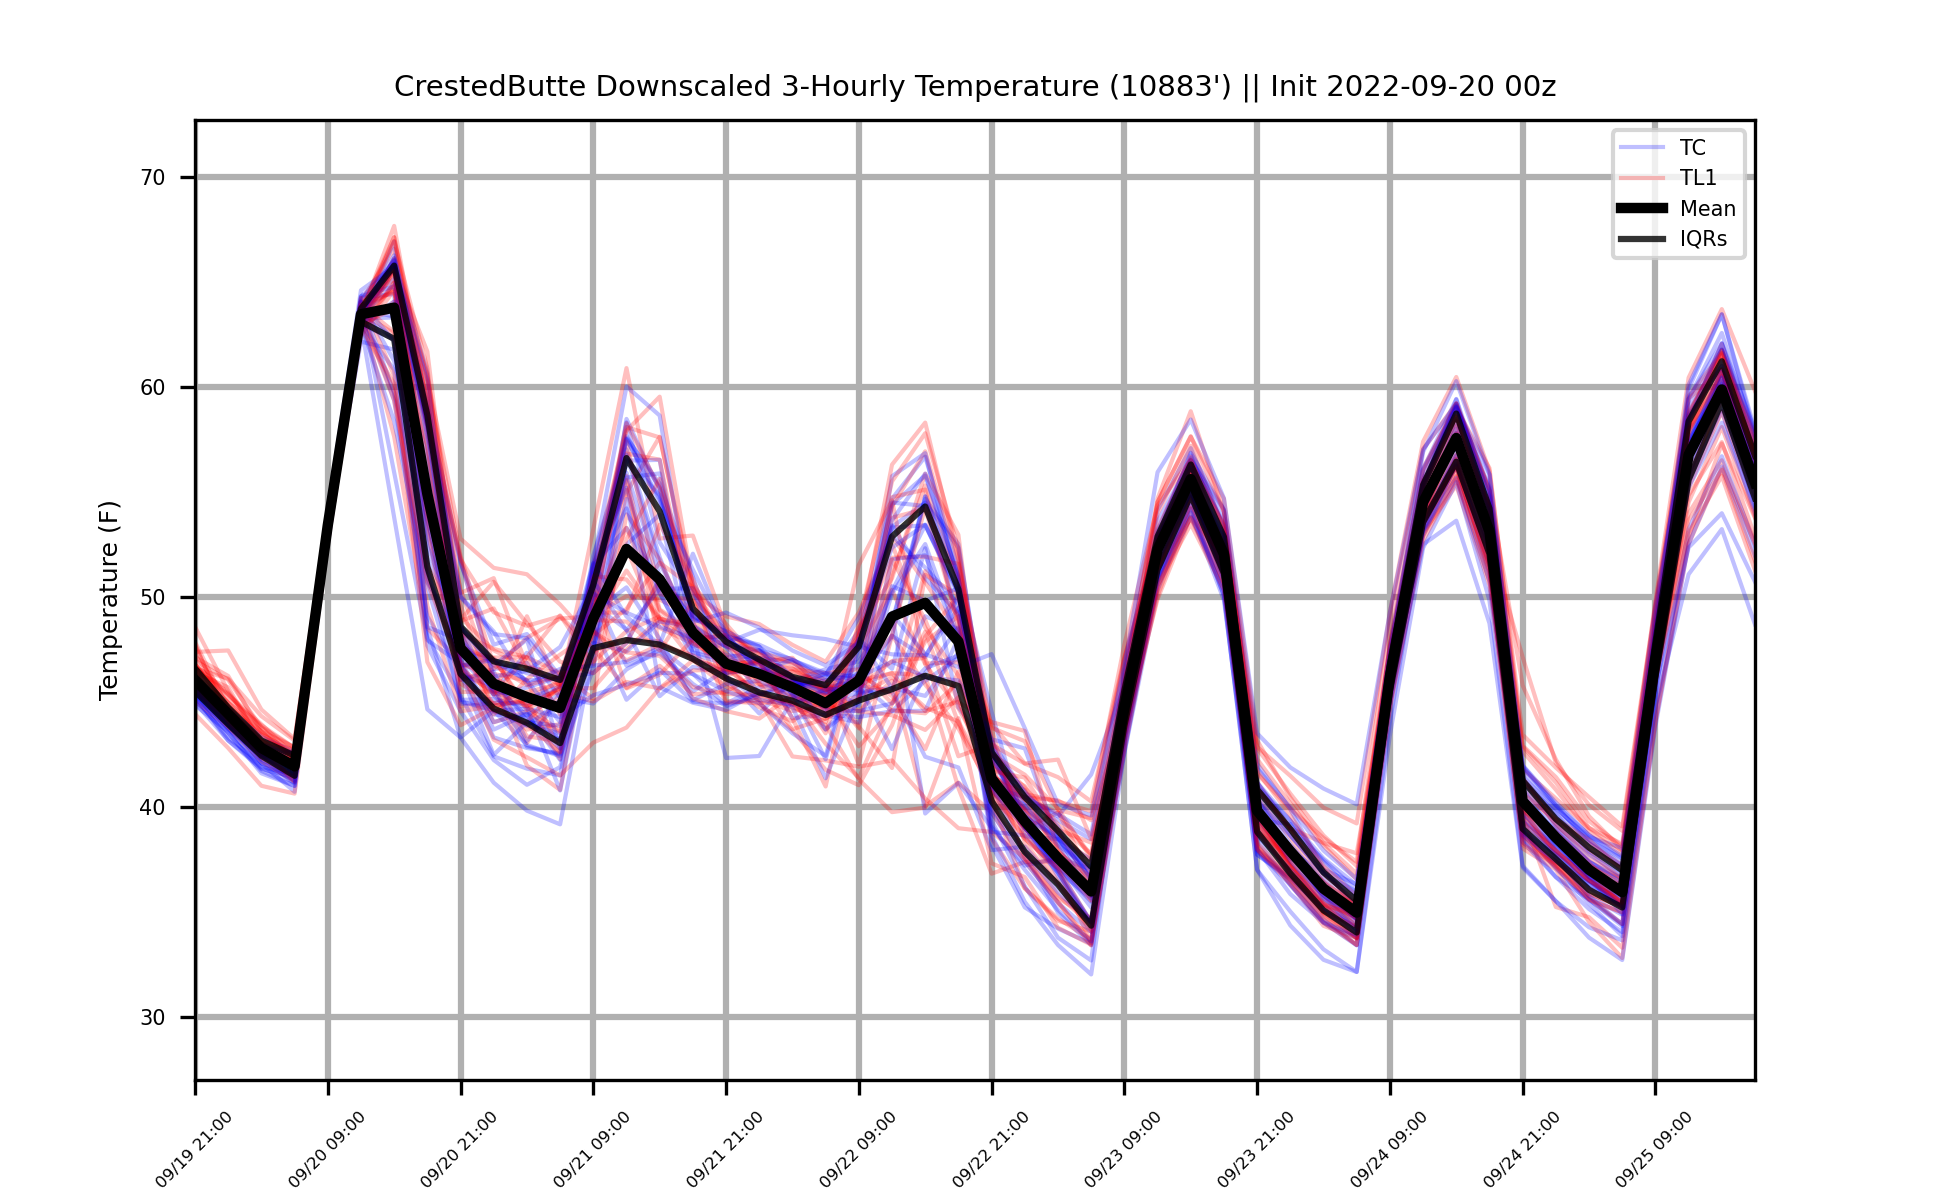 CrestedButte Downscaled 3-Hourly Temperature (10883') || Init 2022-09-20 00z
TC
TL1
Mean
IQRs
Temperature (F)
70
60
50
40
30
09/19 21:00
09/20 09:00
09/20 21:00
09/21 09:00
09/21 21:00
09/22 09:00
09/22 21:00
09/23 09:00
09/23 21:00
09/24 09:00
09/24 21:00
09/25 09:00